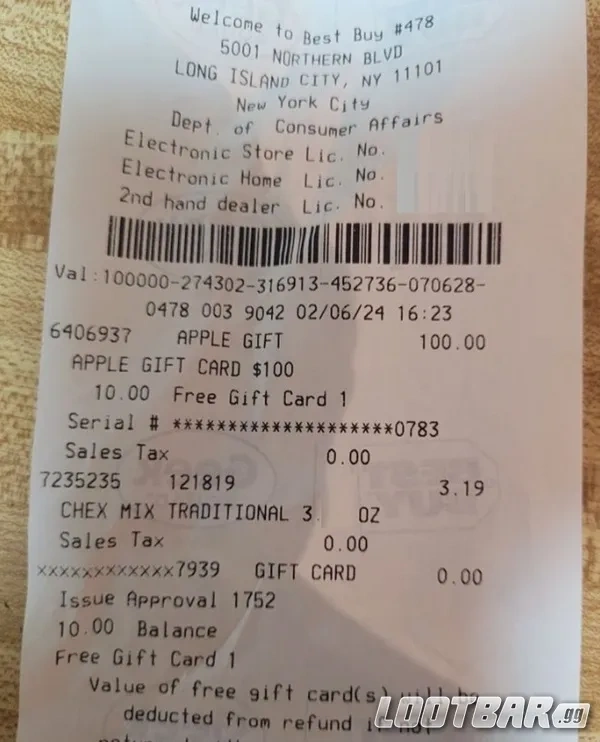 Welcome to Best Buy #478
5001 NORTHERN BLVD
LONG ISLAND CITY, NY 11101
New York City
Dept. of Consumer Affairs
Electronic Store Lic. No.
Electronic Home Lic. No.
2nd hand dealer Lic. No.
Val:100000-274302-316913-452736-070628-
0478 003 9042 02/06/24 16:23
6406937 APPLE GIFT 100.00
APPLE GIFT CARD $100
10.00 Free Gift Card 1
Serial # ********************0783
Sales Tax 0.00
7235235 121819 3.19
CHEX MIX TRADITIONAL 3. OZ
Sales Tax 0.00
xxxxxxxxxxxx7939 GIFT CARD 0.00
Issue Approval 1752
10.00 Balance
Free Gift Card 1
Value of free gift card(s) will be
deducted from refund if not
LOOTBAR.gg